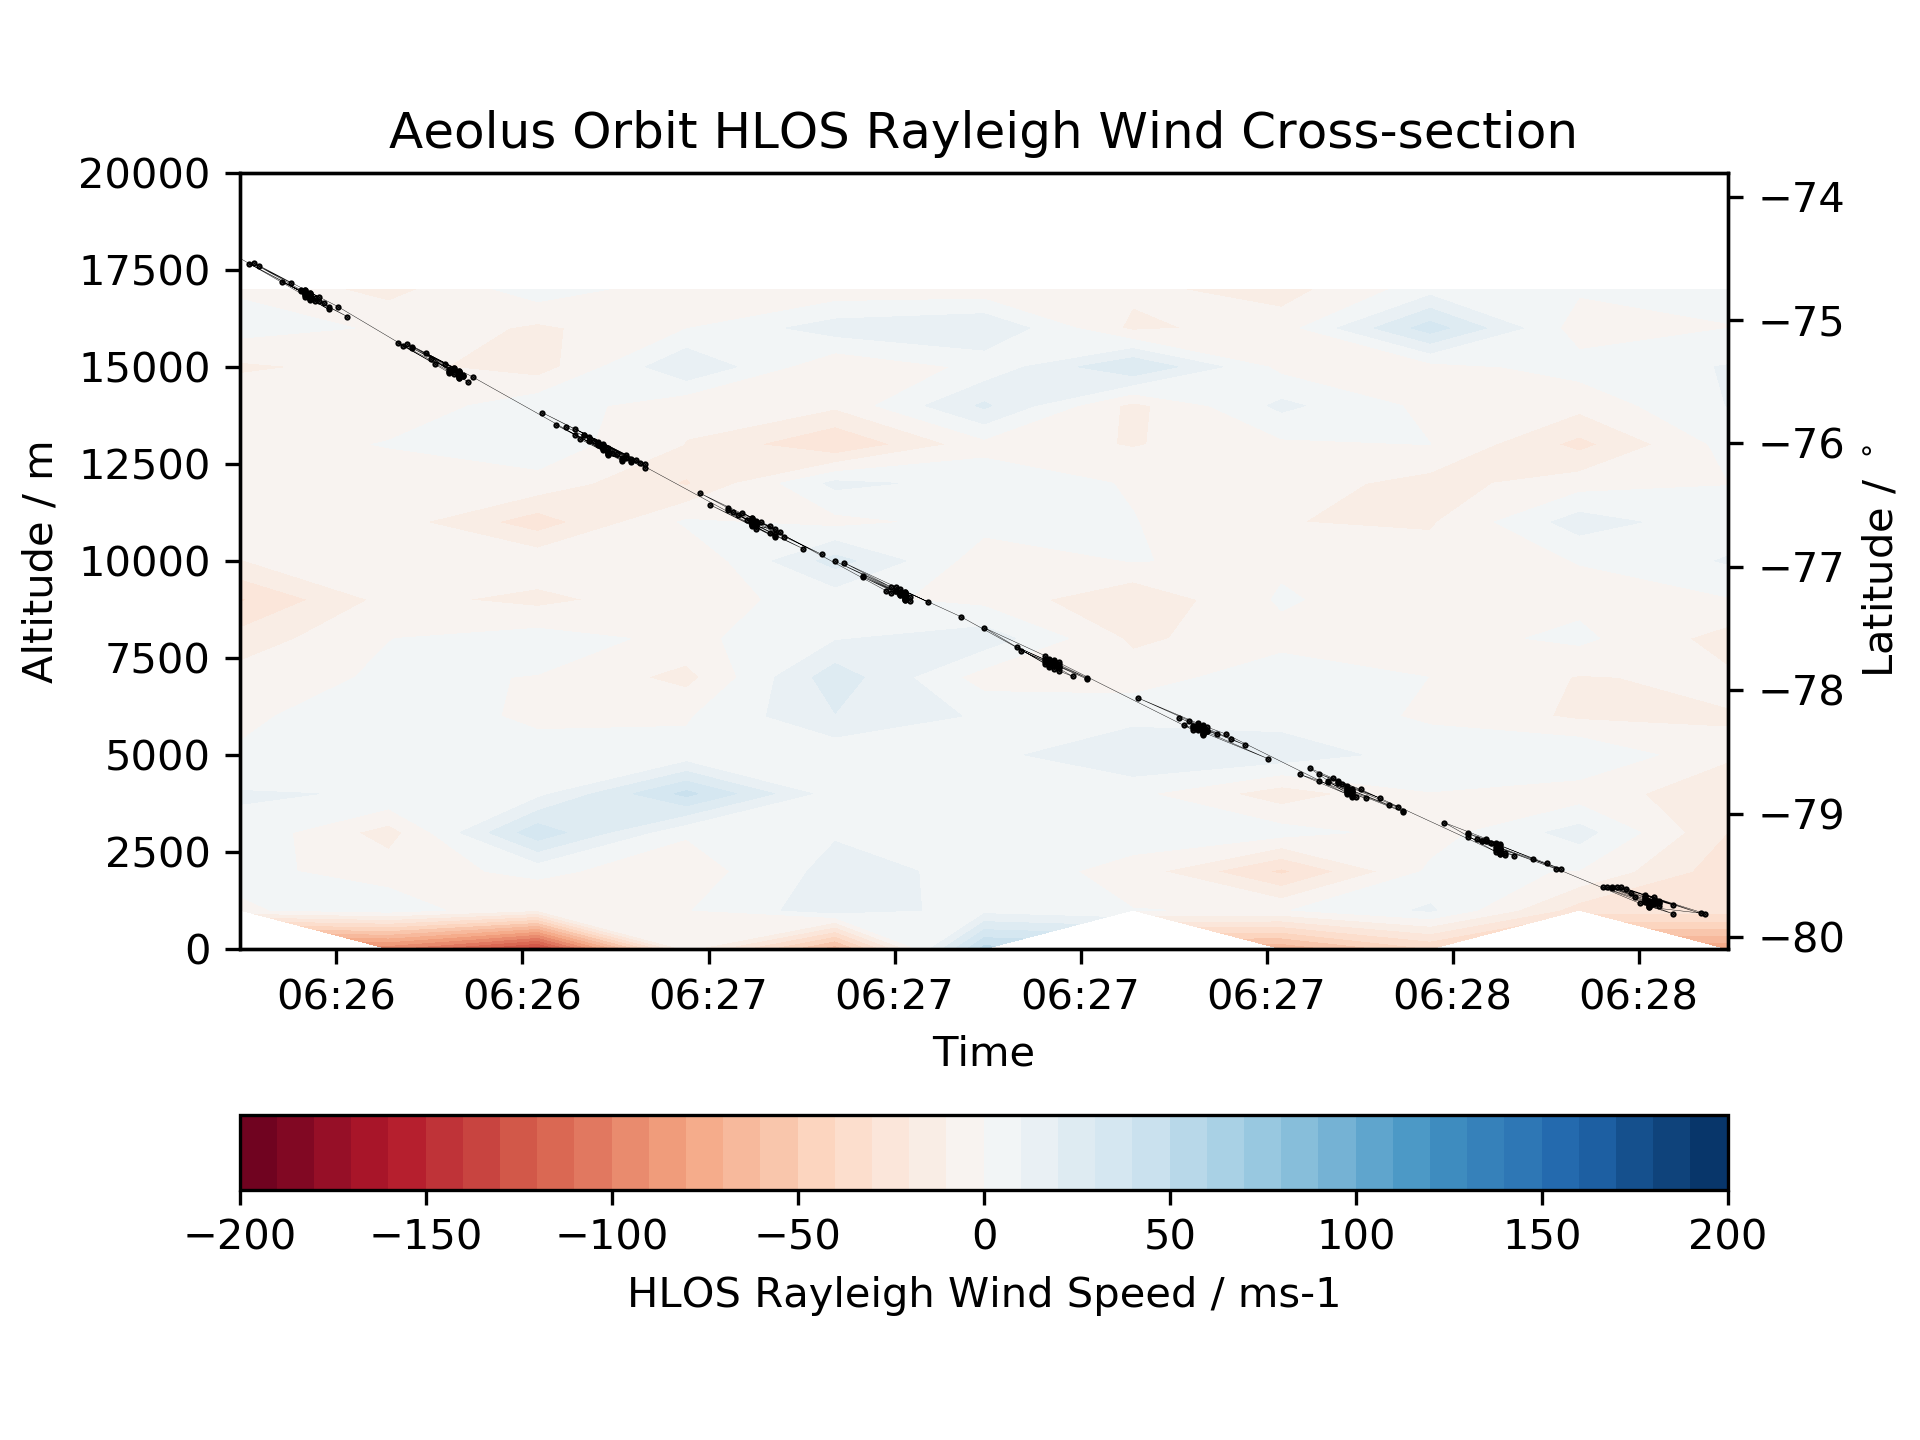 Aeolus Orbit HLOS Rayleigh Wind Cross-section
20000
17500
15000
12500
10000
7500
5000
2500
0
Altitude / m
−74
−75
−76
−77
−78
−79
−80
Latitude / °
06:26 06:26 06:27 06:27 06:27 06:27 06:28 06:28
Time
−200 −150 −100 −50 0 50 100 150 200
HLOS Rayleigh Wind Speed / ms-1